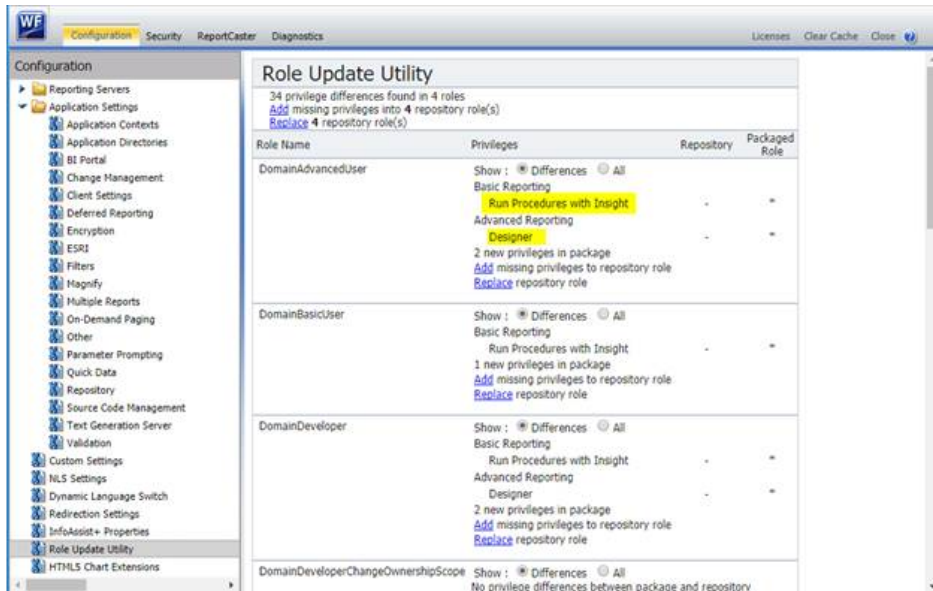 WF
Configuration Security ReportCaster Diagnostics Licenses Clear Cache Close ?
Configuration
Reporting Servers
Application Settings
Application Contexts
Application Directories
BI Portal
Change Management
Client Settings
Deferred Reporting
Encryption
ESRI
Filters
Magnify
Multiple Reports
On-Demand Paging
Other
Parameter Prompting
Quick Data
Repository
Source Code Management
Text Generation Server
Validation
Custom Settings
NLS Settings
Dynamic Language Switch
Redirection Settings
InfoAssist+ Properties
Role Update Utility
HTML5 Chart Extensions
Role Update Utility
34 privilege differences found in 4 roles
Add missing privileges into 4 repository role(s)
Replace 4 repository role(s)
Role Name Privileges Repository Packaged Role
DomainAdvancedUser Show : Differences All
Basic Reporting
Run Procedures with Insight - *
Advanced Reporting
Designer - *
2 new privileges in package
Add missing privileges to repository role
Replace repository role
DomainBasicUser Show : Differences All
Basic Reporting
Run Procedures with Insight - *
1 new privileges in package
Add missing privileges to repository role
Replace repository role
DomainDeveloper Show : Differences All
Basic Reporting
Run Procedures with Insight - *
Advanced Reporting
Designer - *
2 new privileges in package
Add missing privileges to repository role
Replace repository role
DomainDeveloperChangeOwnershipScope Show : Differences All
No privilege differences between package and repository